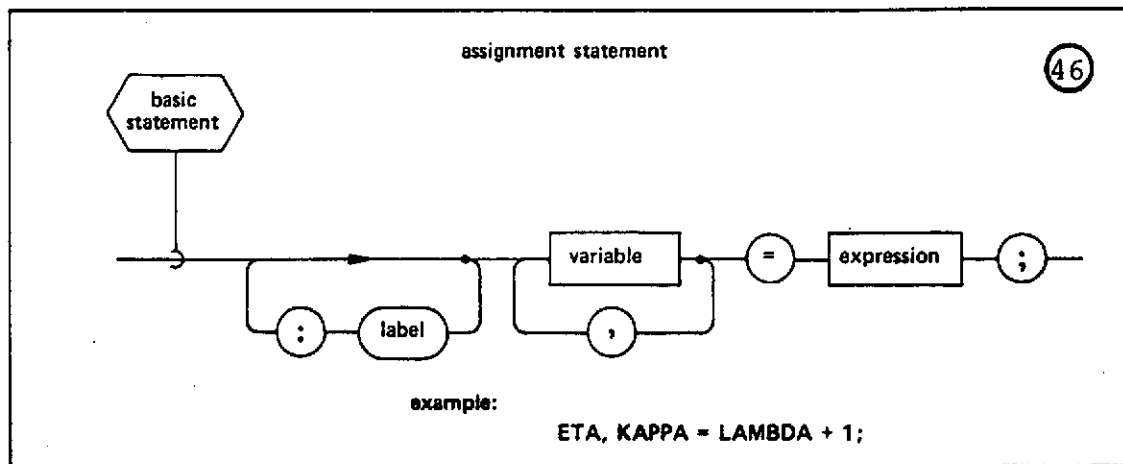 assignment statement
46
basic
statement
variable
=
expression
;
:
label
,
example:
ETA, KAPPA = LAMBDA + 1;